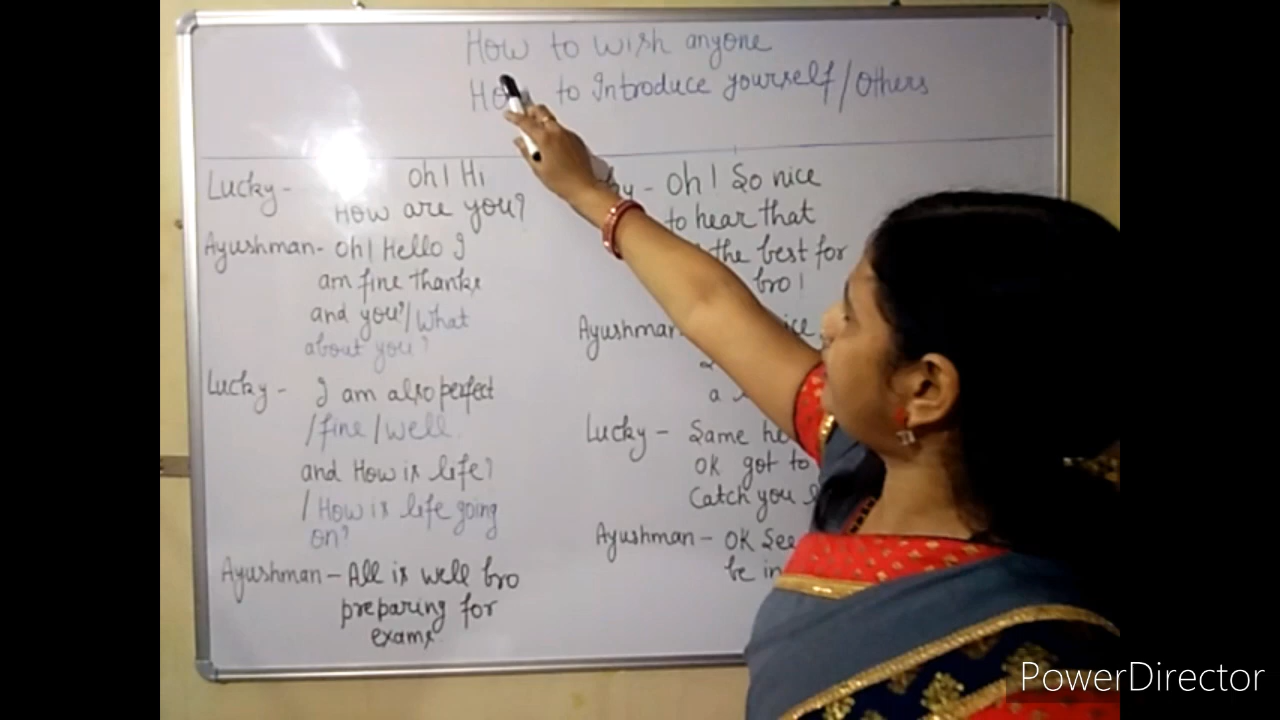 How to wish anyone
How to Introduce yourself/Others
Lucky - Oh! Hi
How are you?
Ayushman - Oh! Hello I
am fine thanks
and you?/What
about you?
Lucky - I am also perfect
/fine/well
and How is life?
/How is life going
on?
Ayushman - All is well bro
preparing for
exams
- Oh! So nice
to hear that
the best for
bro!
Ayushman
a
Lucky - Same
OK got to
Catch you
Ayushman - OK See
be in
PowerDirector